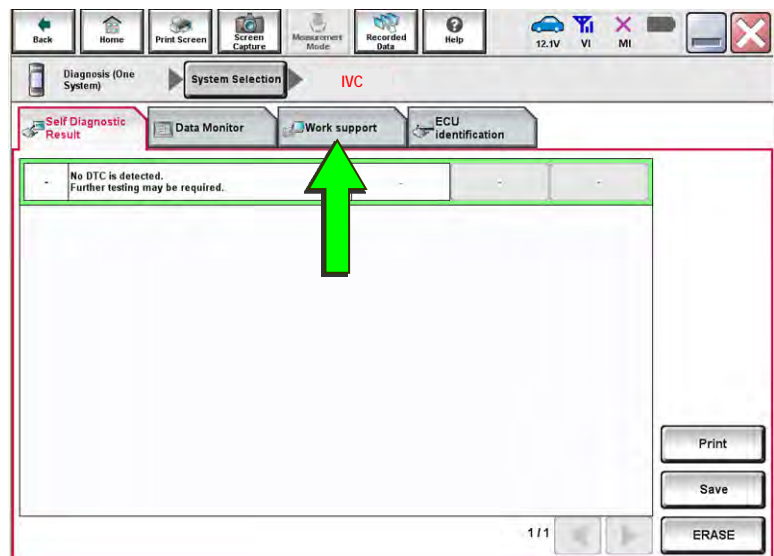 Back
Home
Print Screen
Screen
Capture
Measurement
Mode
Recorded
Data
Help
12.1V
VI
MI
Diagnosis (One
System)
System Selection
IVC
Self Diagnostic
Result
Data Monitor
Work support
ECU
identification
- No DTC is detected.
Further testing may be required.
- - -
Print
Save
1/1
ERASE